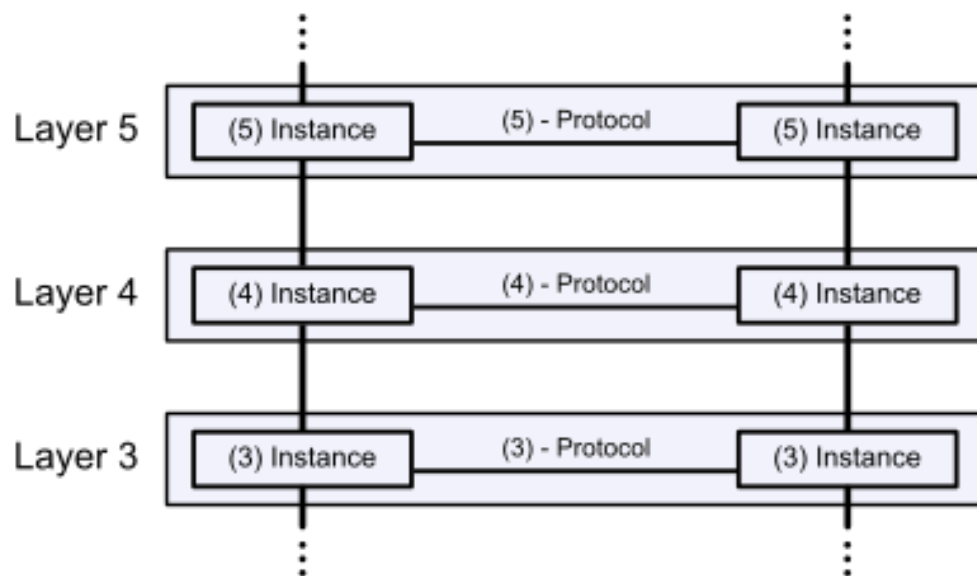 Layer 5
(5) Instance
(5) - Protocol
(5) Instance
Layer 4
(4) Instance
(4) - Protocol
(4) Instance
Layer 3
(3) Instance
(3) - Protocol
(3) Instance